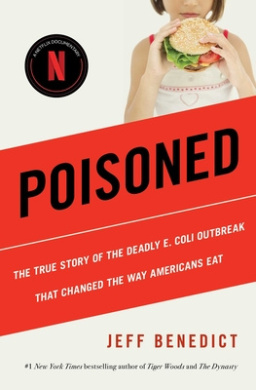 A NETFLIX DOCUMENTARY
N
POISONED
THE TRUE STORY OF THE DEADLY E. COLI OUTBREAK
THAT CHANGED THE WAY AMERICANS EAT
JEFF BENEDICT
#1 New York Times bestselling author of Tiger Woods and The Dynasty